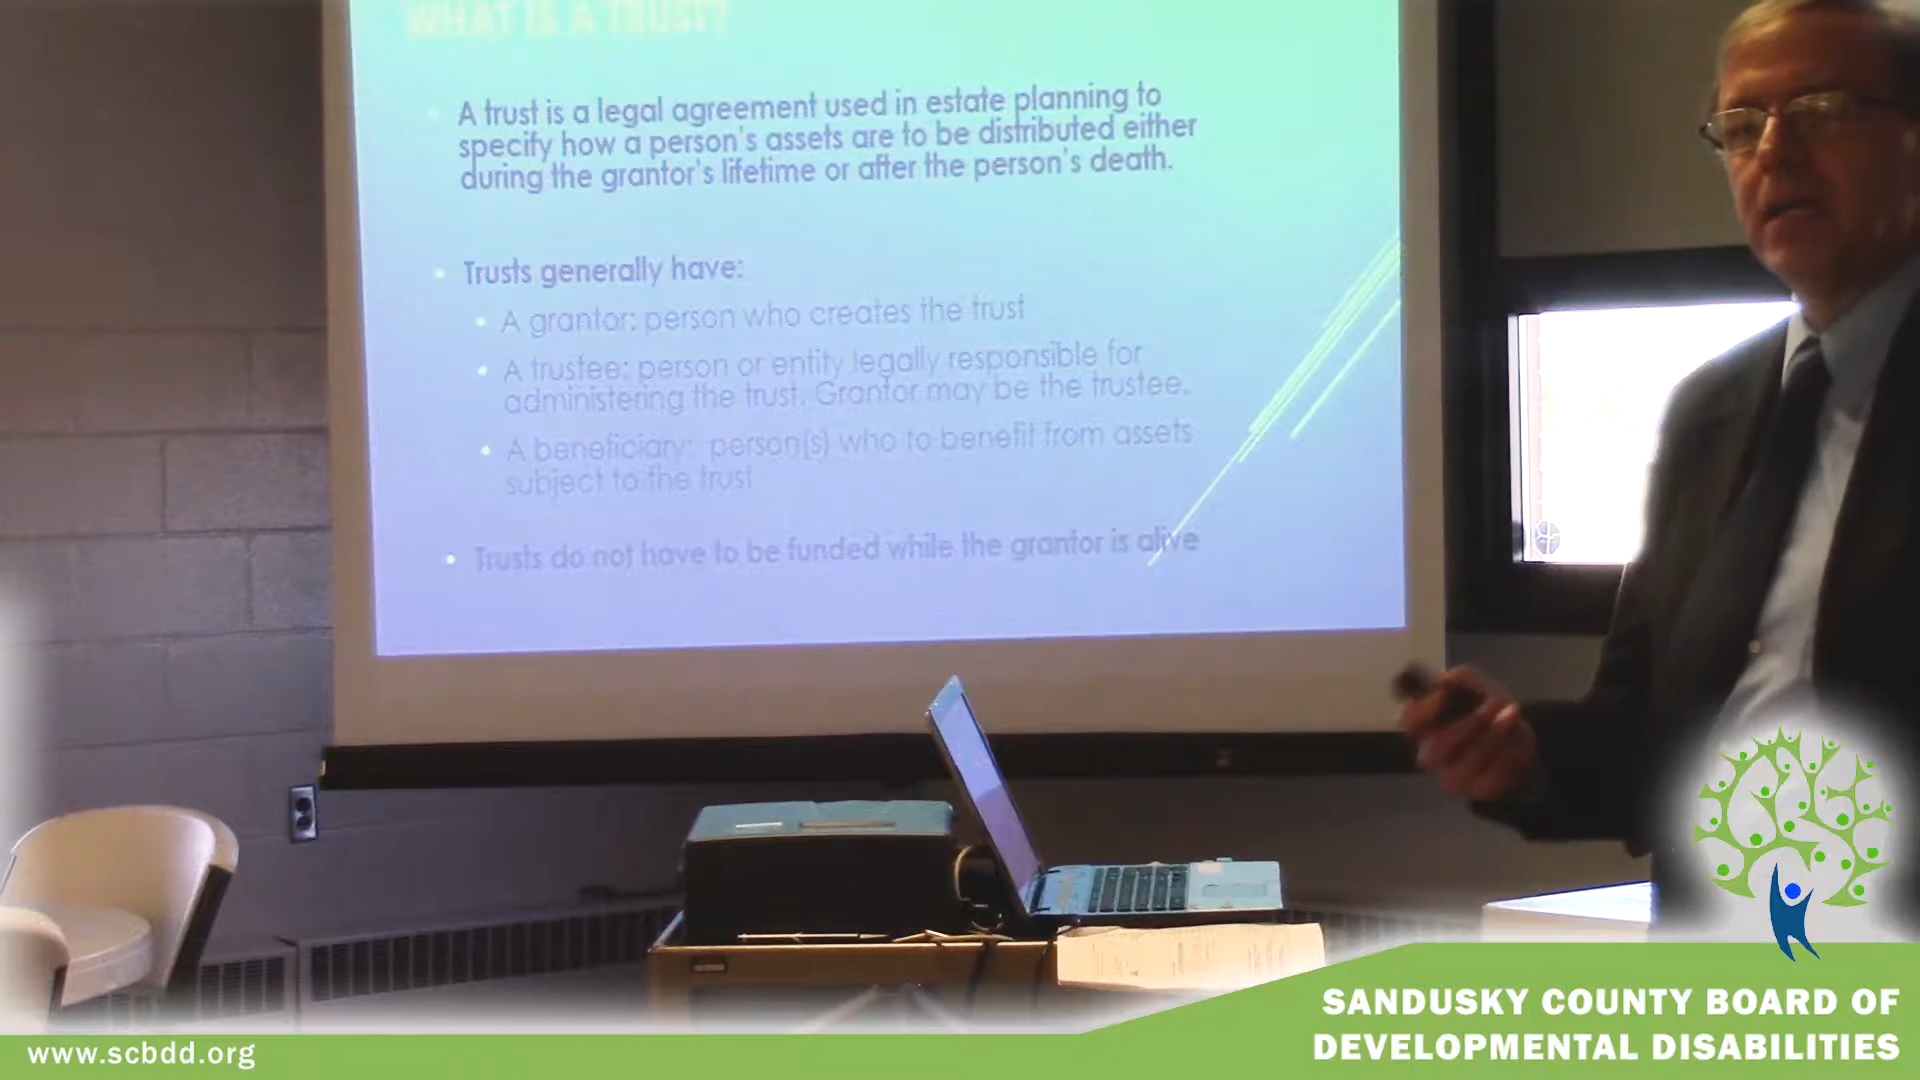 WHAT IS A TRUST?
A trust is a legal agreement used in estate planning to
specify how a person's assets are to be distributed either
during the grantor's lifetime or after the person's death.
Trusts generally have:
A grantor: person who creates the trust
A trustee: person or entity legally responsible for
administering the trust. Grantor may be the trustee.
A beneficiary: person(s) who to benefit from assets
subject to the trust
Trusts do not have to be funded while the grantor is alive
SANDUSKY COUNTY BOARD OF
DEVELOPMENTAL DISABILITIES
www.scbdd.org